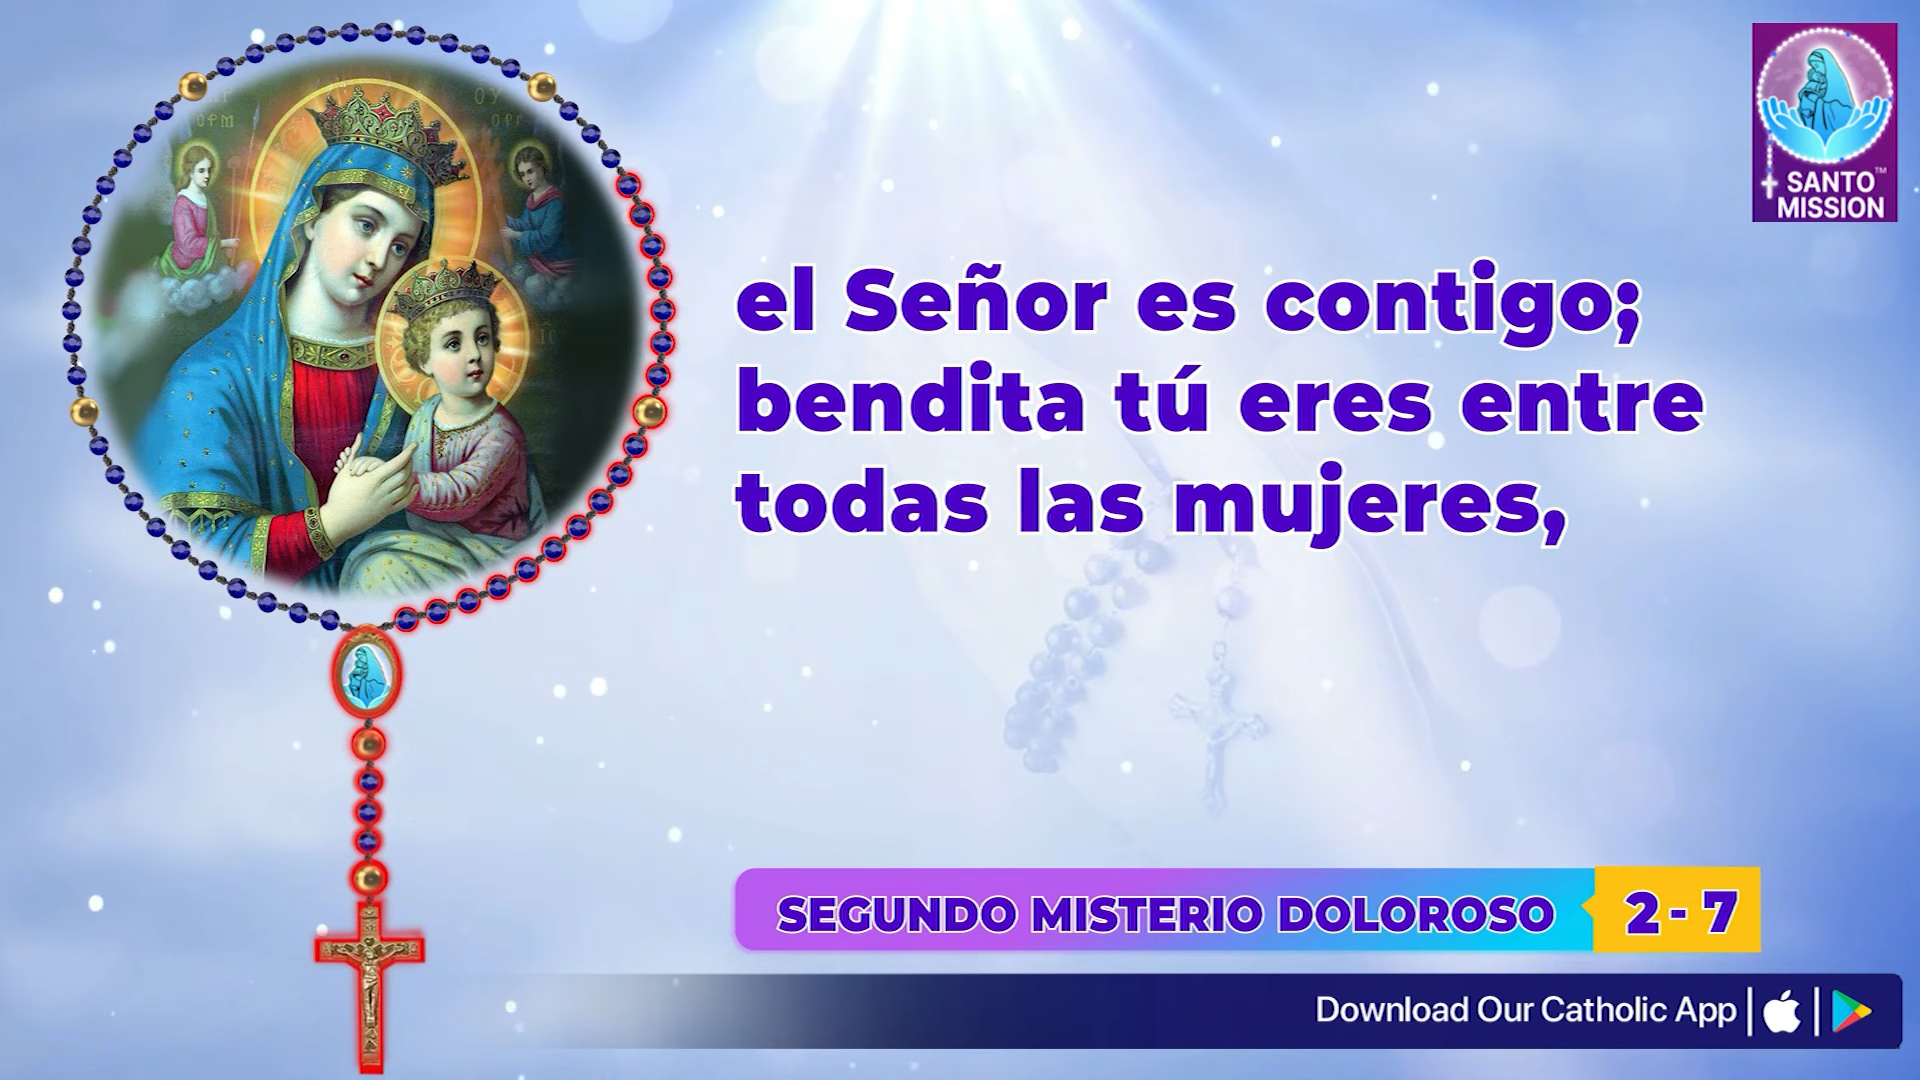 SANTO™
MISSION
el Señor es contigo;
bendita tú eres entre
todas las mujeres,
SEGUNDO MISTERIO DOLOROSO
2 - 7
Download Our Catholic App